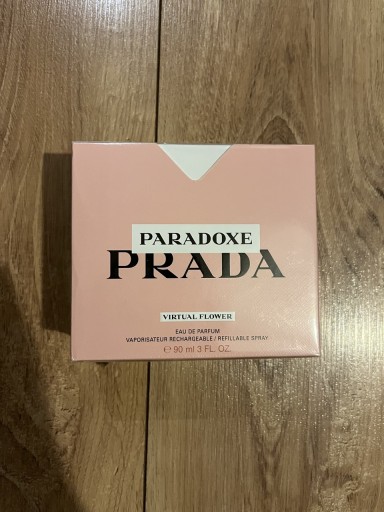 PARADOXE
PRADA
VIRTUAL FLOWER
EAU DE PARFUM
VAPORISATEUR RECHARGEABLE / REFILLABLE SPRAY
℮ 90 ml 3 FL. OZ.